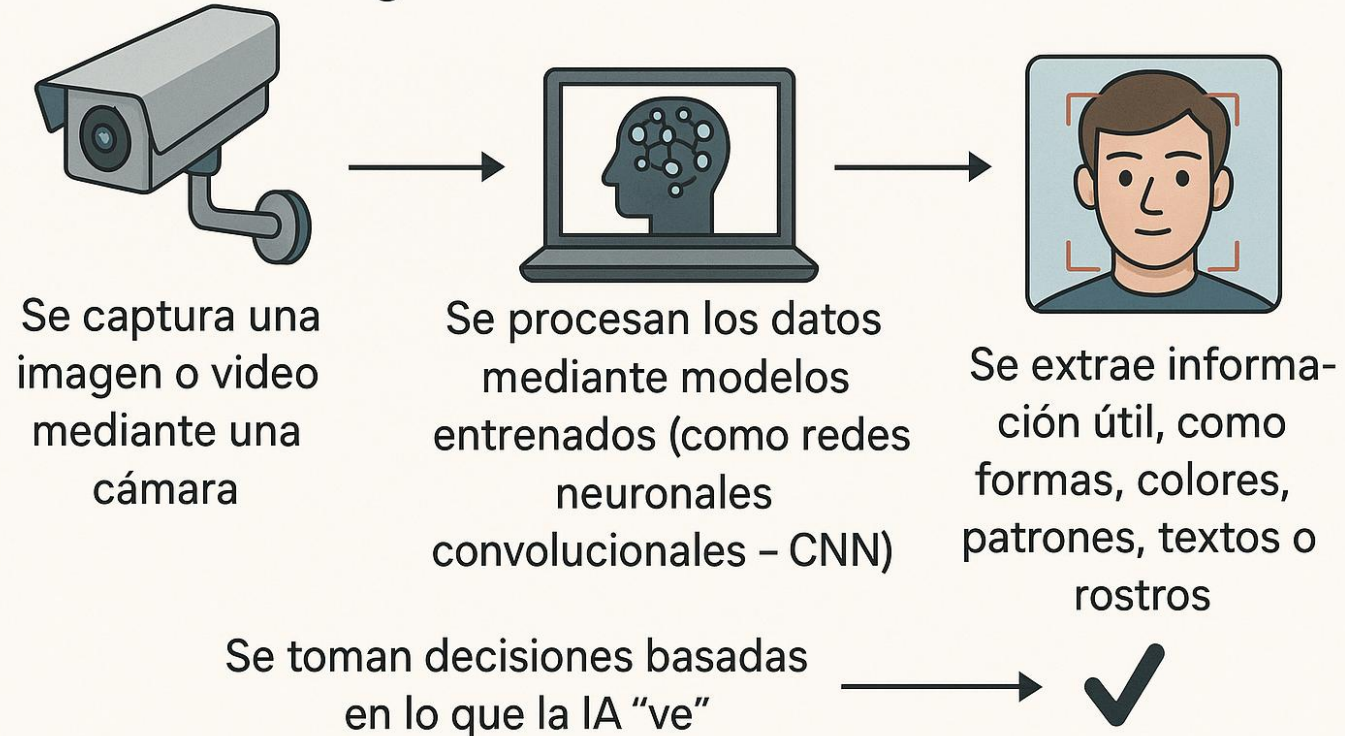 Se captura una
imagen o video
mediante una
cámara
Se procesan los datos
mediante modelos
entrenados (como redes
neuronales
convolucionales – CNN)
Se extrae informa-
ción útil, como
formas, colores,
patrones, textos o
rostros
Se toman decisiones basadas
en lo que la IA “ve”